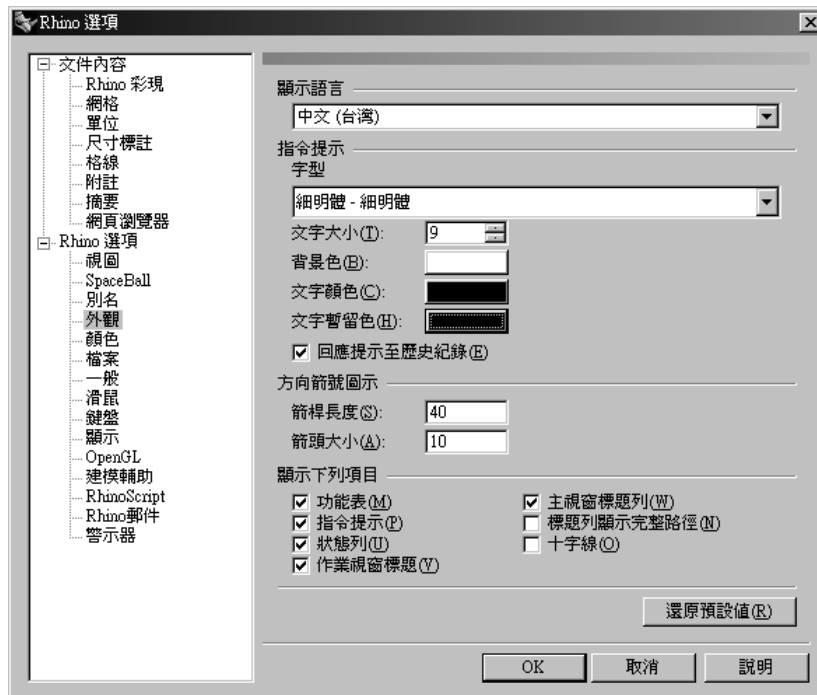 Rhino 選項
文件內容
Rhino 彩現
網格
單位
尺寸標註
格線
附註
摘要
網頁瀏覽器
Rhino 選項
視圖
SpaceBall
別名
外觀
顏色
檔案
一般
滑鼠
鍵盤
顯示
OpenGL
建模輔助
RhinoScript
Rhino郵件
警示器
顯示語言
中文 (台灣)
指令提示
字型
細明體 - 細明體
文字大小(T): 9
背景色(B):
文字顏色(C):
文字暫留色(H):
回應提示至歷史紀錄(E)
方向箭號圖示
箭桿長度(S): 40
箭頭大小(A): 10
顯示下列項目
功能表(M) 主視窗標題列(W)
指令提示(P) 標題列顯示完整路徑(N)
狀態列(U) 十字線(O)
作業視窗標題(V)
還原預設值(R)
OK 取消 說明